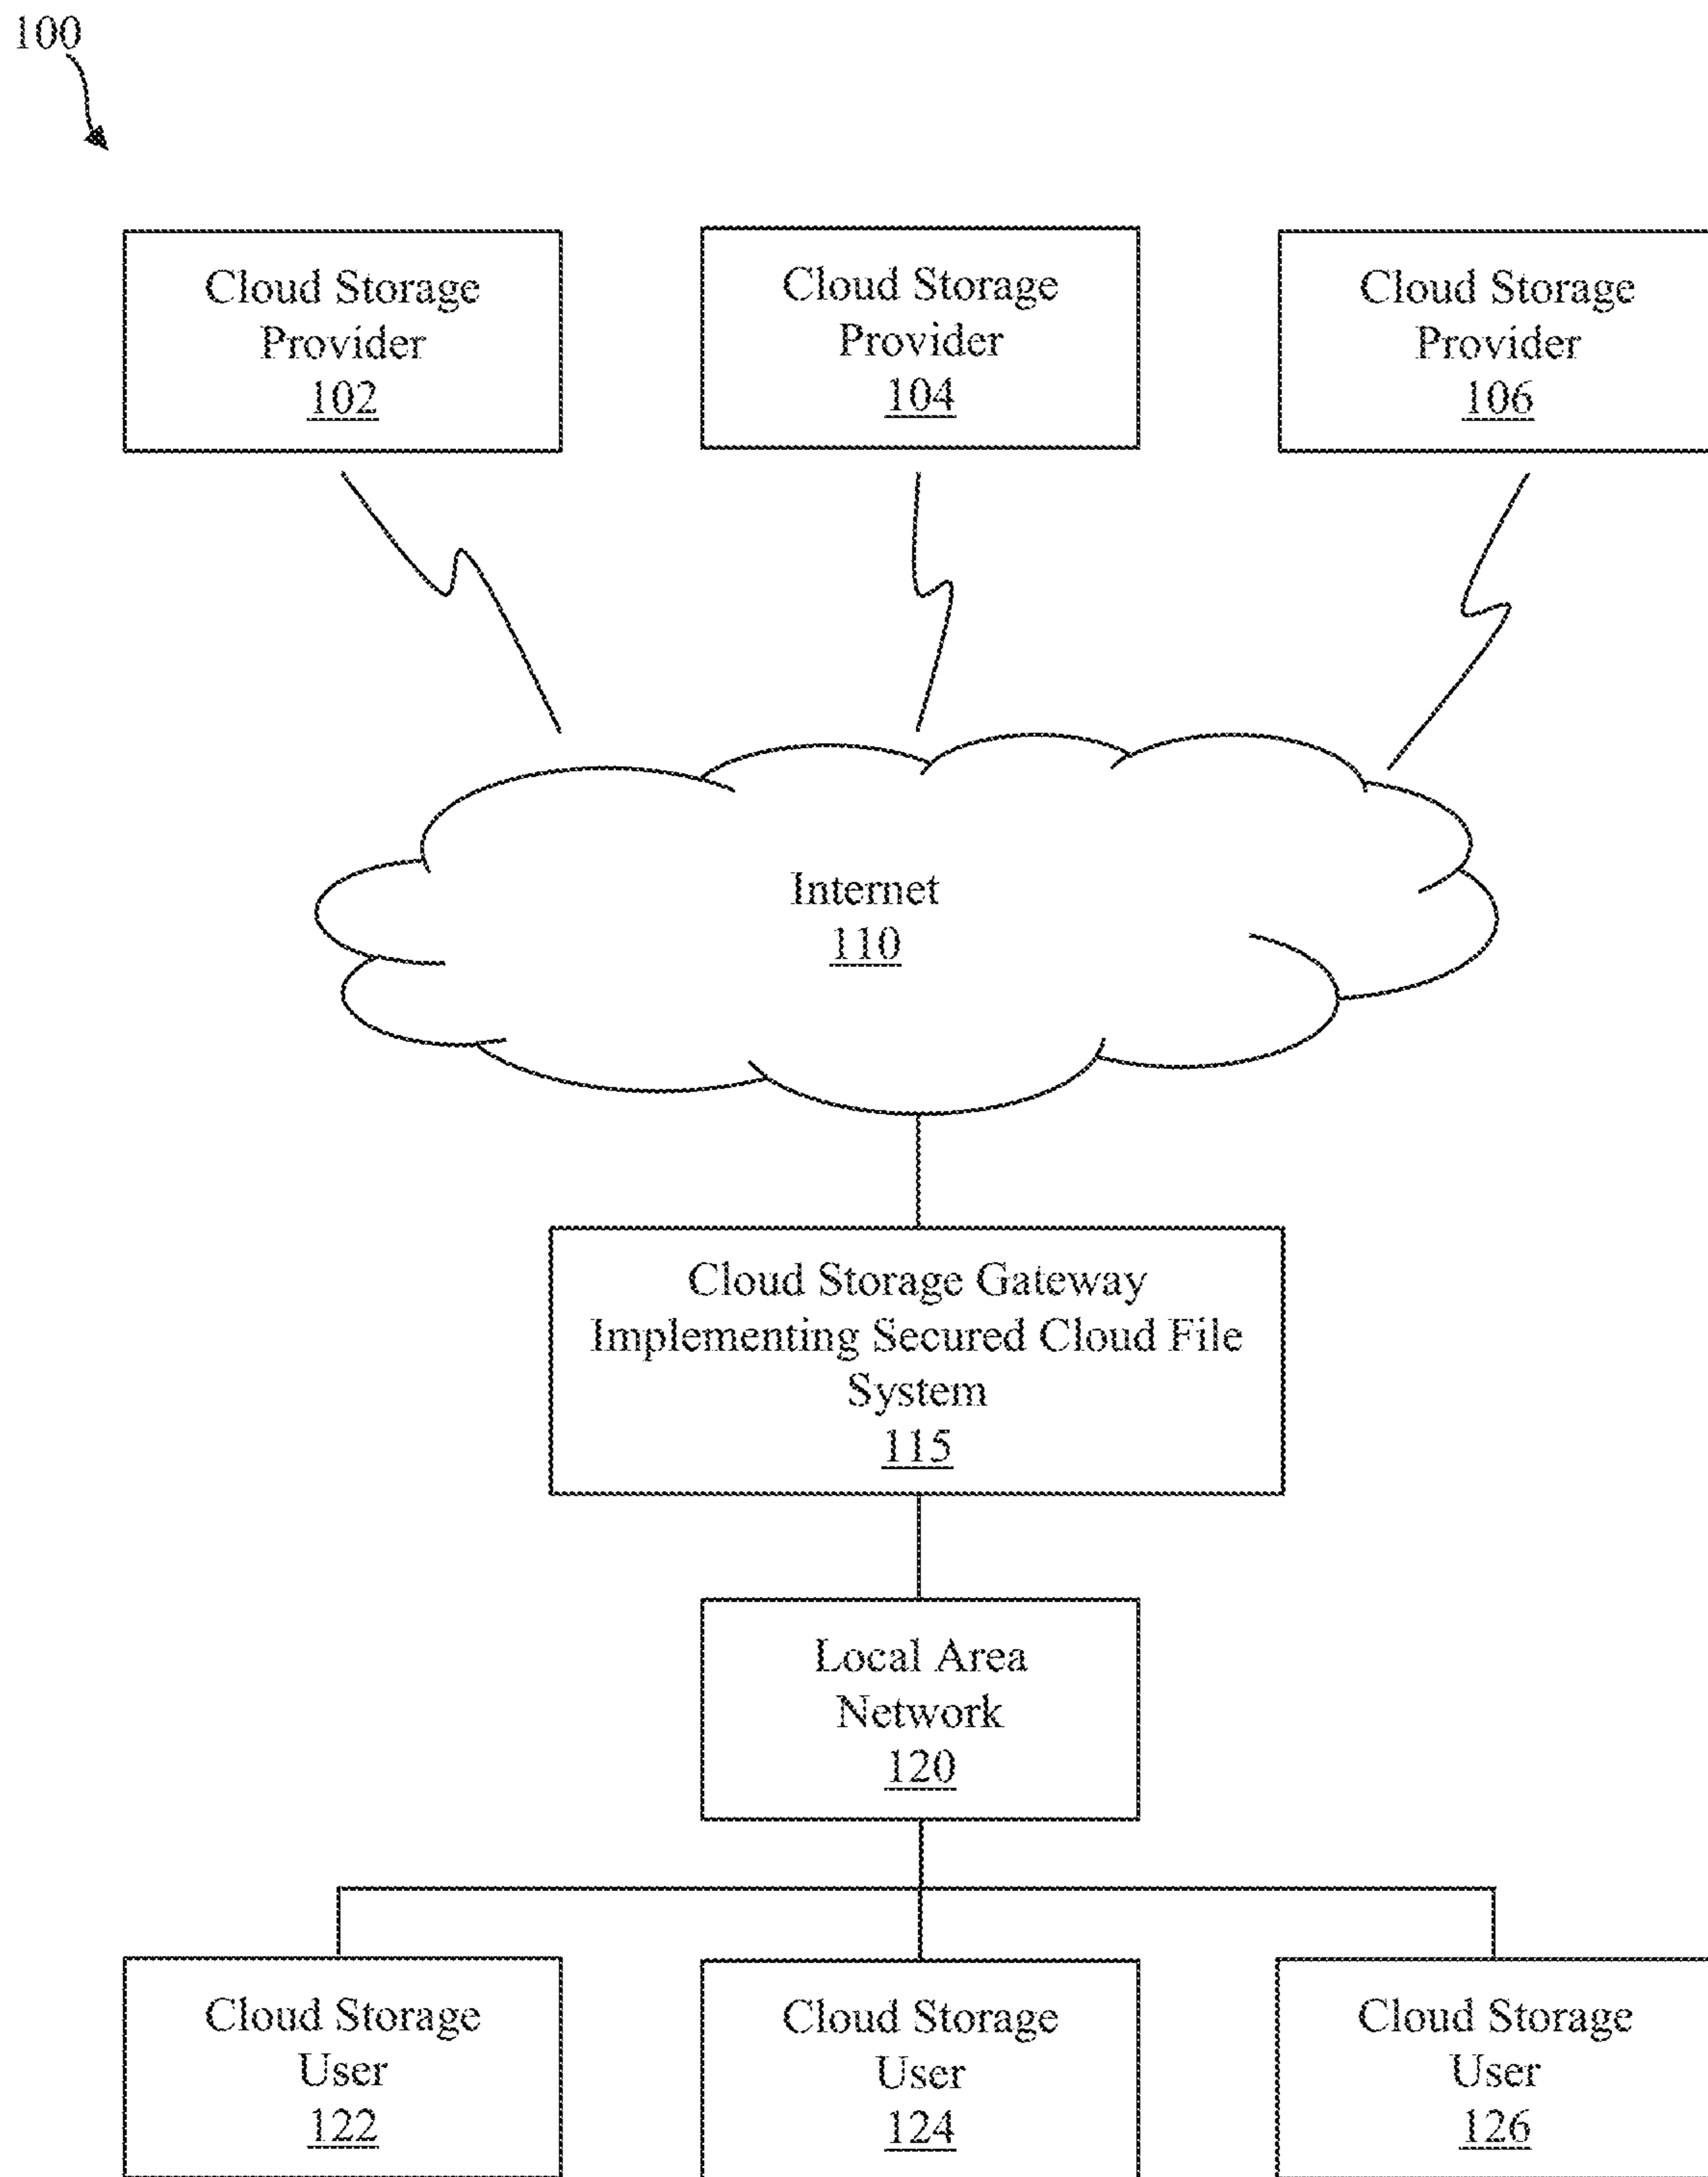 100
Cloud Storage
Provider
102
Cloud Storage
Provider
104
Cloud Storage
Provider
106
Internet
110
Cloud Storage Gateway
Implementing Secured Cloud File
System
115
Local Area
Network
120
Cloud Storage
User
122
Cloud Storage
User
124
Cloud Storage
User
126